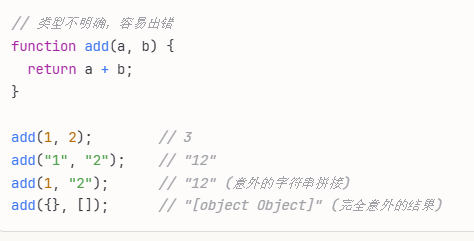 // 类型不明确，容易出错
function add(a, b) {
  return a + b;
}
add(1, 2);        // 3
add("1", "2");    // "12"
add(1, "2");      // "12" (意外的字符串拼接)
add({}, []);      // "[object Object]" (完全意外的结果)